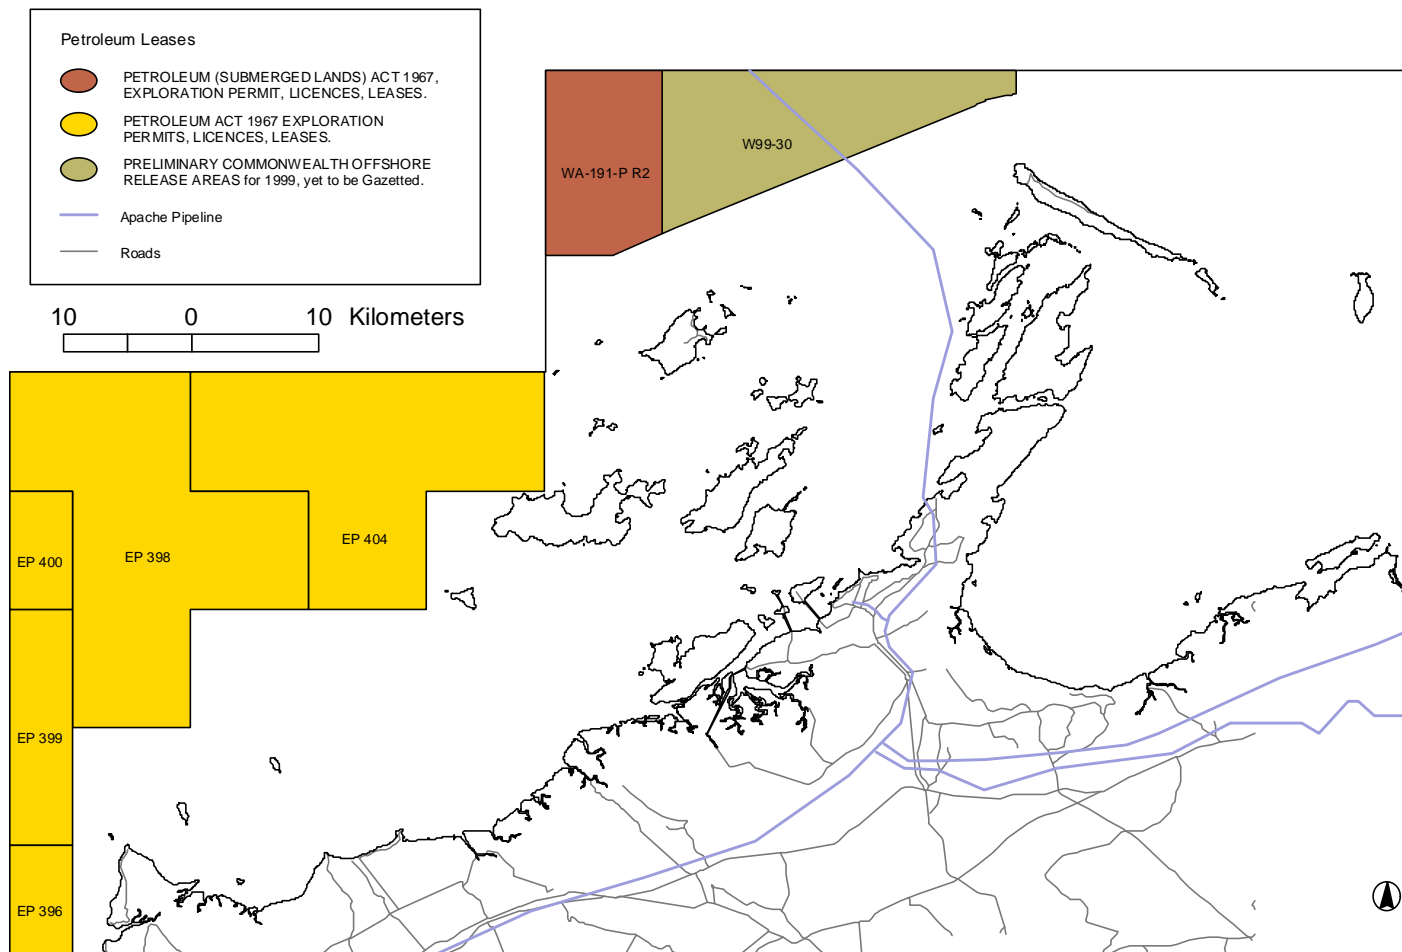 Petroleum Leases
PETROLEUM (SUBMERGED LANDS) ACT 1967,
EXPLORATION PERMIT, LICENCES, LEASES.
PETROLEUM ACT 1967 EXPLORATION
PERMITS, LICENCES, LEASES.
PRELIMINARY COMMONWEALTH OFFSHORE
RELEASE AREAS for 1999, yet to be Gazetted.
Apache Pipeline
Roads
10 0 10 Kilometers
W99-30
WA-191-P R2
EP 404
EP 398
EP 400
EP 399
EP 396